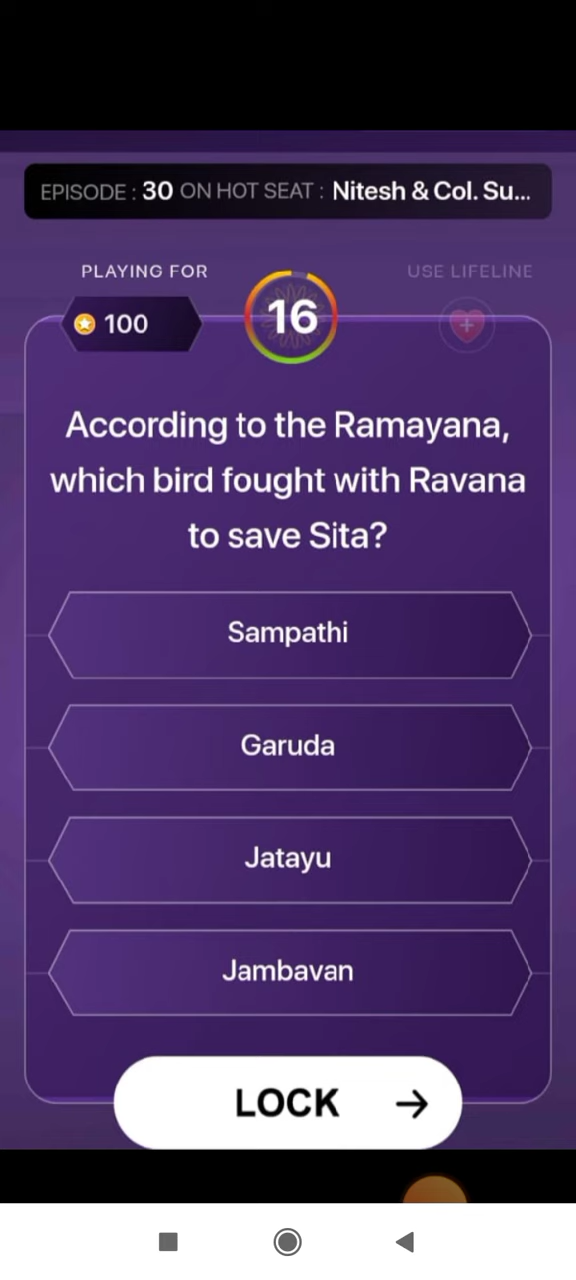 EPISODE : 30 ON HOT SEAT : Nitesh & Col. Su...
PLAYING FOR
USE LIFELINE
100
16
According to the Ramayana,
which bird fought with Ravana
to save Sita?
Sampathi
Garuda
Jatayu
Jambavan
LOCK